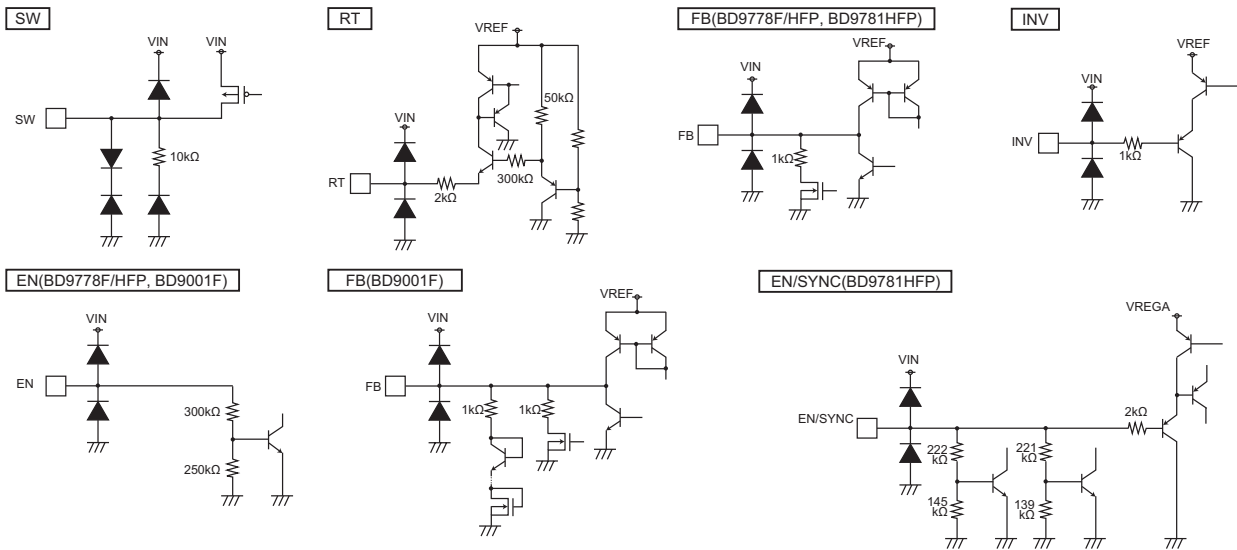 SW
VIN
VIN
SW
10kΩ
RT
VREF
50kΩ
VIN
300kΩ
RT
2kΩ
FB(BD9778F/HFP, BD9781HFP)
VREF
VIN
FB
1kΩ
INV
VREF
VIN
INV
1kΩ
EN(BD9778F/HFP, BD9001F)
VIN
EN
300kΩ
250kΩ
FB(BD9001F)
VREF
VIN
FB
1kΩ
1kΩ
EN/SYNC(BD9781HFP)
VREGA
VIN
EN/SYNC
2kΩ
222
kΩ
221
kΩ
145
kΩ
139
kΩ